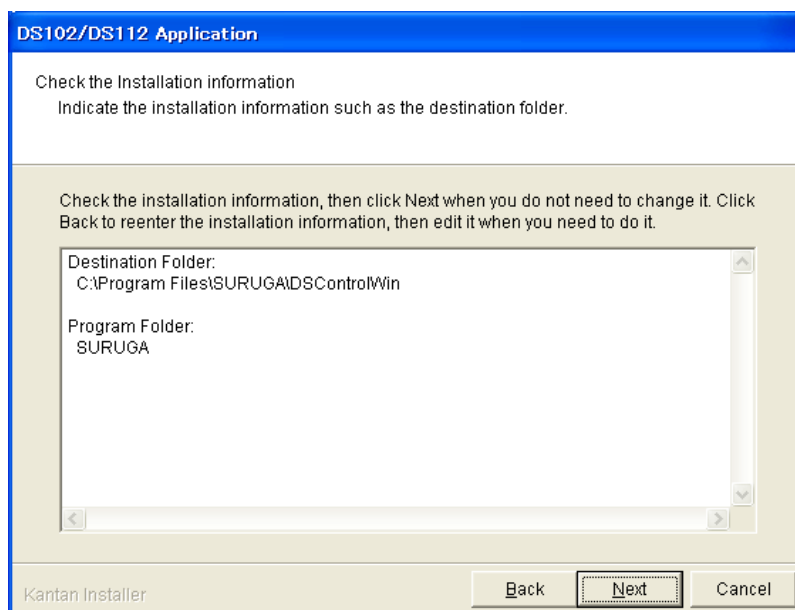 DS102/DS112 Application
Check the Installation information
Indicate the installation information such as the destination folder.
Check the installation information, then click Next when you do not need to change it. Click
Back to reenter the installation information, then edit it when you need to do it.
Destination Folder:
C:\Program Files\SURUGA\DSControlWin
Program Folder:
SURUGA
Kantan Installer
Back
Next
Cancel